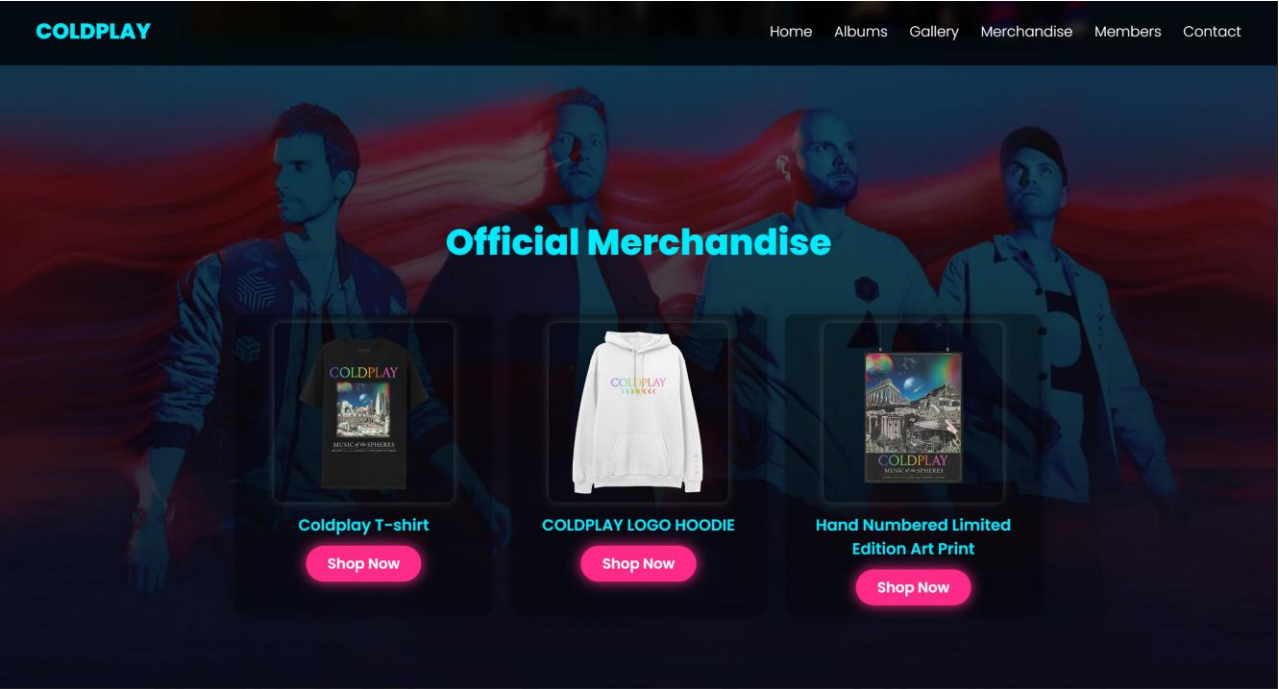 COLDPLAY
Home Albums Gallery Merchandise Members Contact
Official Merchandise
COLDPLAY
MUSIC of the SPHERES
COLDPLAY
COLDPLAY
MUSIC of the SPHERES
Coldplay T-shirt
COLDPLAY LOGO HOODIE
Hand Numbered Limited
Edition Art Print
Shop Now
Shop Now
Shop Now